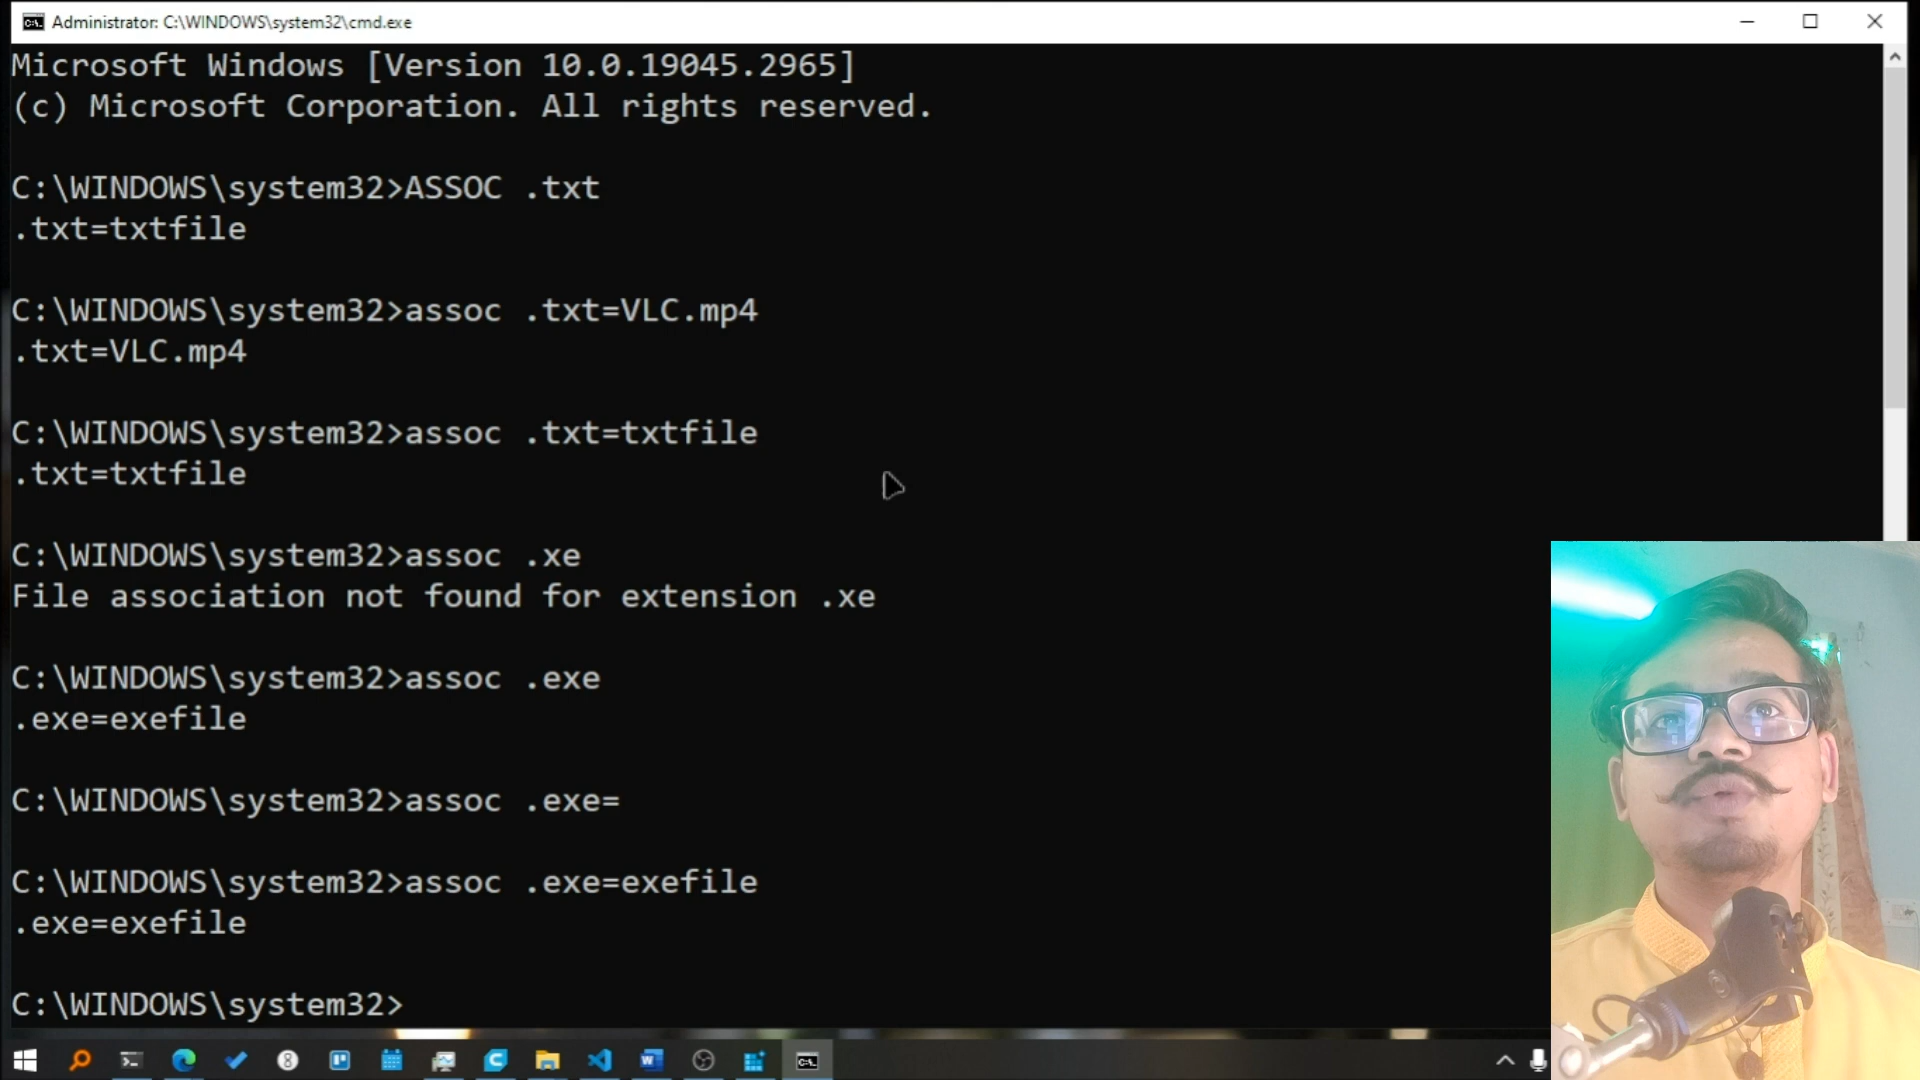 Administrator: C:\WINDOWS\system32\cmd.exe
Microsoft Windows [Version 10.0.19045.2965]
(c) Microsoft Corporation. All rights reserved.
C:\WINDOWS\system32>ASSOC .txt
.txt=txtfile
C:\WINDOWS\system32>assoc .txt=VLC.mp4
.txt=VLC.mp4
C:\WINDOWS\system32>assoc .txt=txtfile
.txt=txtfile
C:\WINDOWS\system32>assoc .xe
File association not found for extension .xe
C:\WINDOWS\system32>assoc .exe
.exe=exefile
C:\WINDOWS\system32>assoc .exe=
C:\WINDOWS\system32>assoc .exe=exefile
.exe=exefile
C:\WINDOWS\system32>